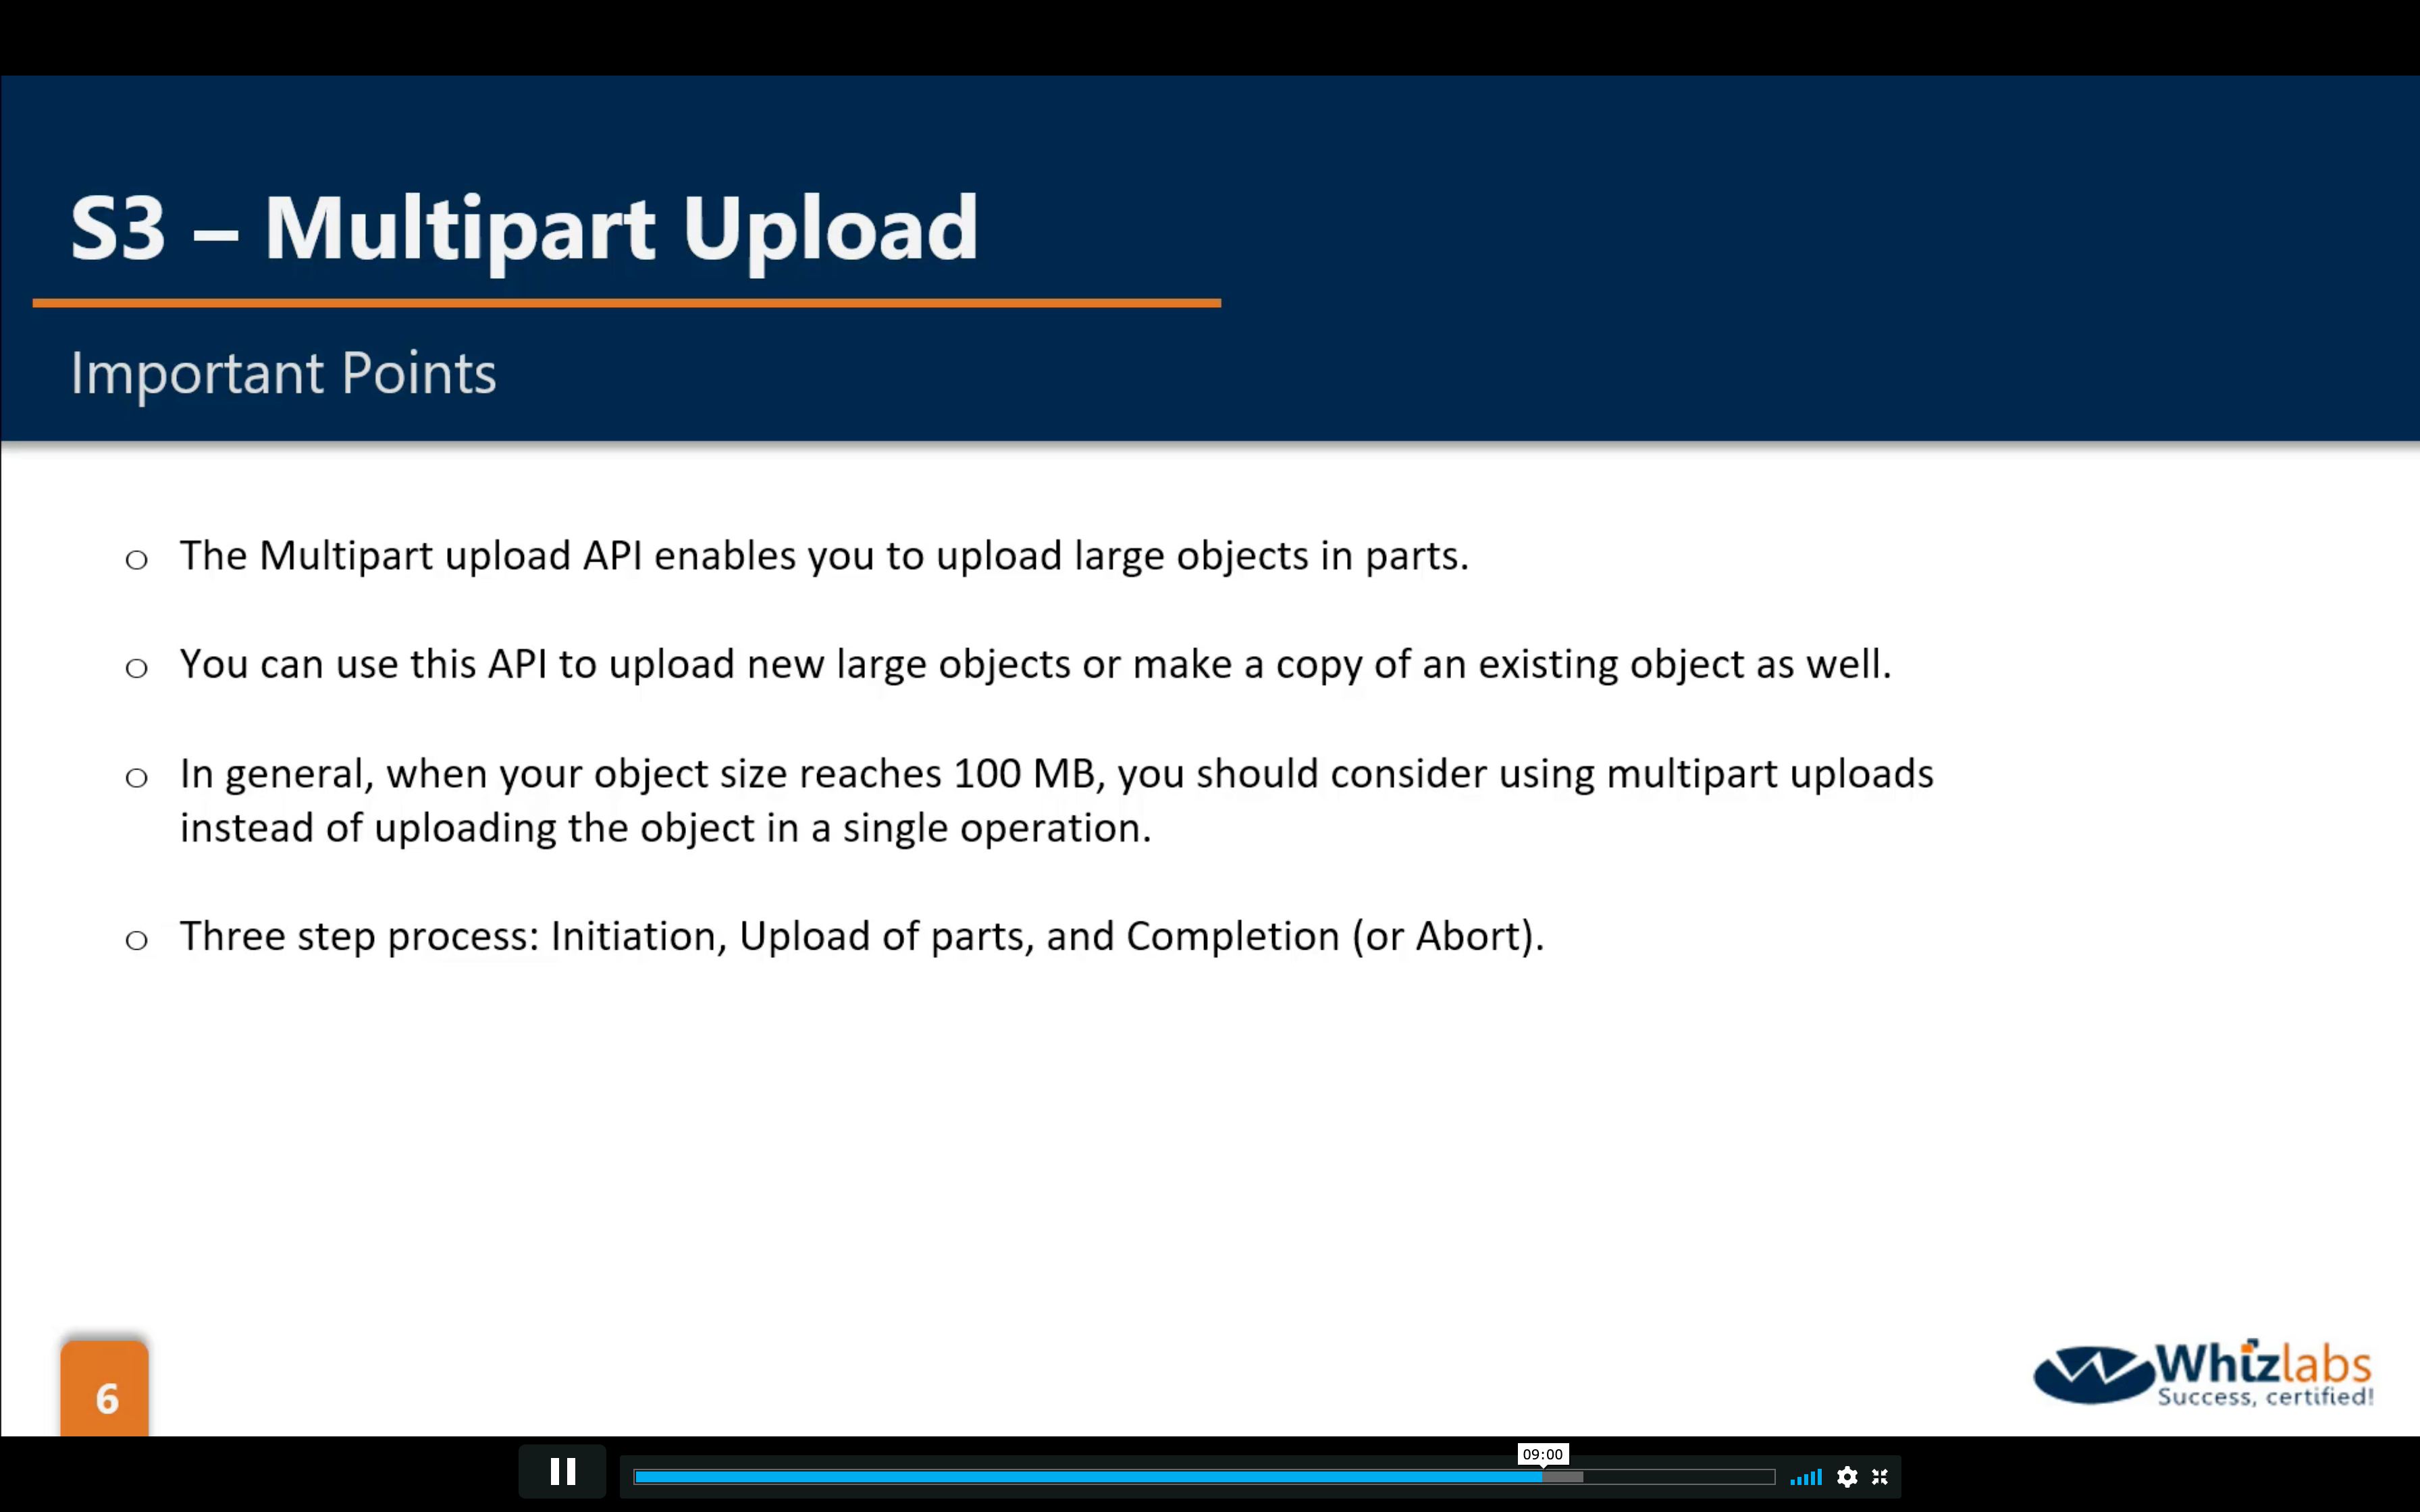 S3 – Multipart Upload
Important Points
o The Multipart upload API enables you to upload large objects in parts.
o You can use this API to upload new large objects or make a copy of an existing object as well.
o In general, when your object size reaches 100 MB, you should consider using multipart uploads
instead of uploading the object in a single operation.
o Three step process: Initiation, Upload of parts, and Completion (or Abort).
6
Whizlabs
Success, certified!
09:00